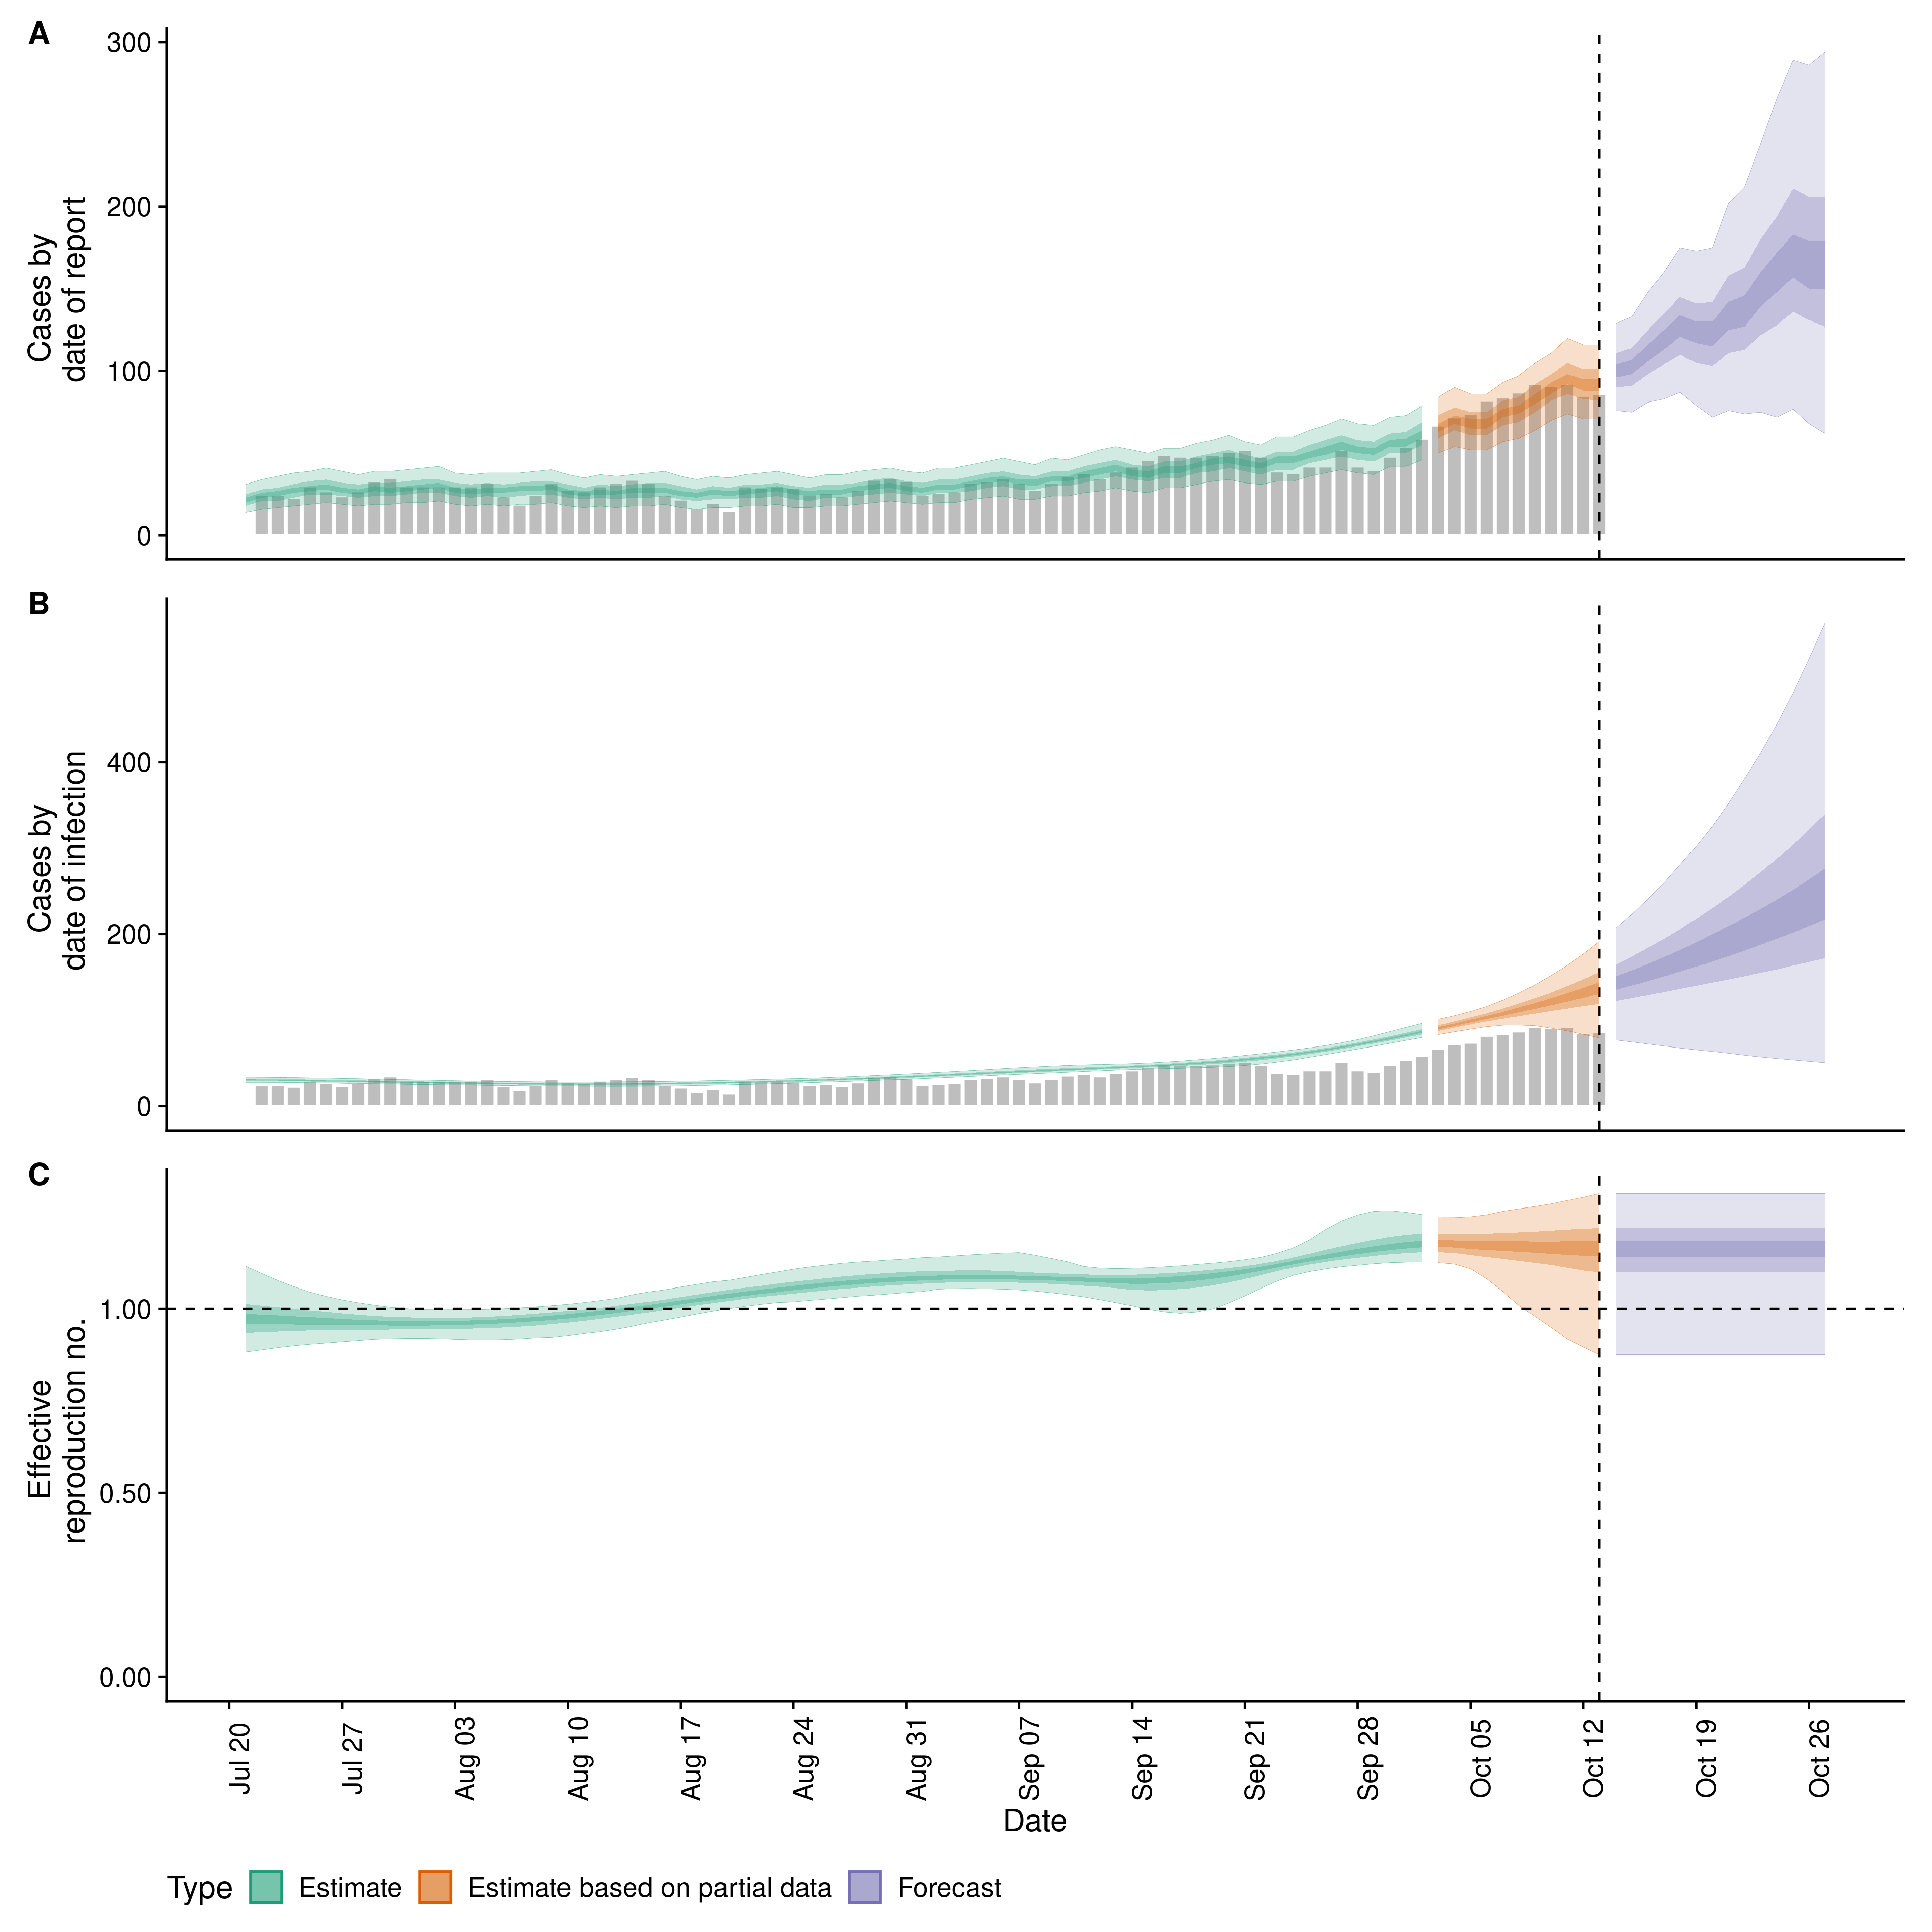 A
300
200
100
0
Cases by
date of report
B
400
200
0
Cases by
date of infection
C
1.00
0.50
0.00
Effective
reproduction no.
Jul 20
Jul 27
Aug 03
Aug 10
Aug 17
Aug 24
Aug 31
Sep 07
Sep 14
Sep 21
Sep 28
Oct 05
Oct 12
Oct 19
Oct 26
Date
Type Estimate Estimate based on partial data Forecast